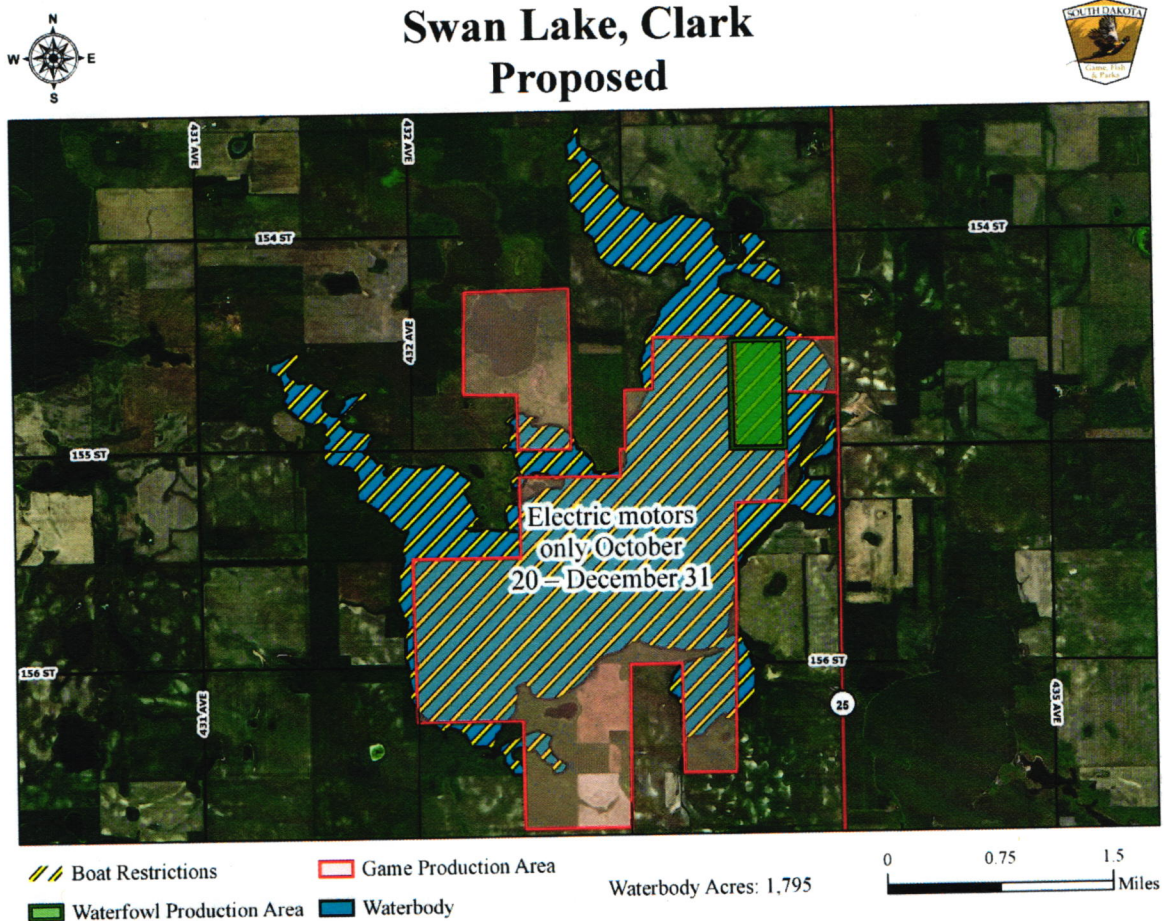 Swan Lake, Clark
Proposed
N
W E
S
SOUTH DAKOTA
Game, Fish
& Parks
431 AVE
432 AVE
154 ST
154 ST
432 AVE
155 ST
Electric motors
only October
20 – December 31
156 ST
156 ST
431 AVE
25
435 AVE
Boat Restrictions
Game Production Area
Waterfowl Production Area
Waterbody
Waterbody Acres: 1,795
0 0.75 1.5
Miles